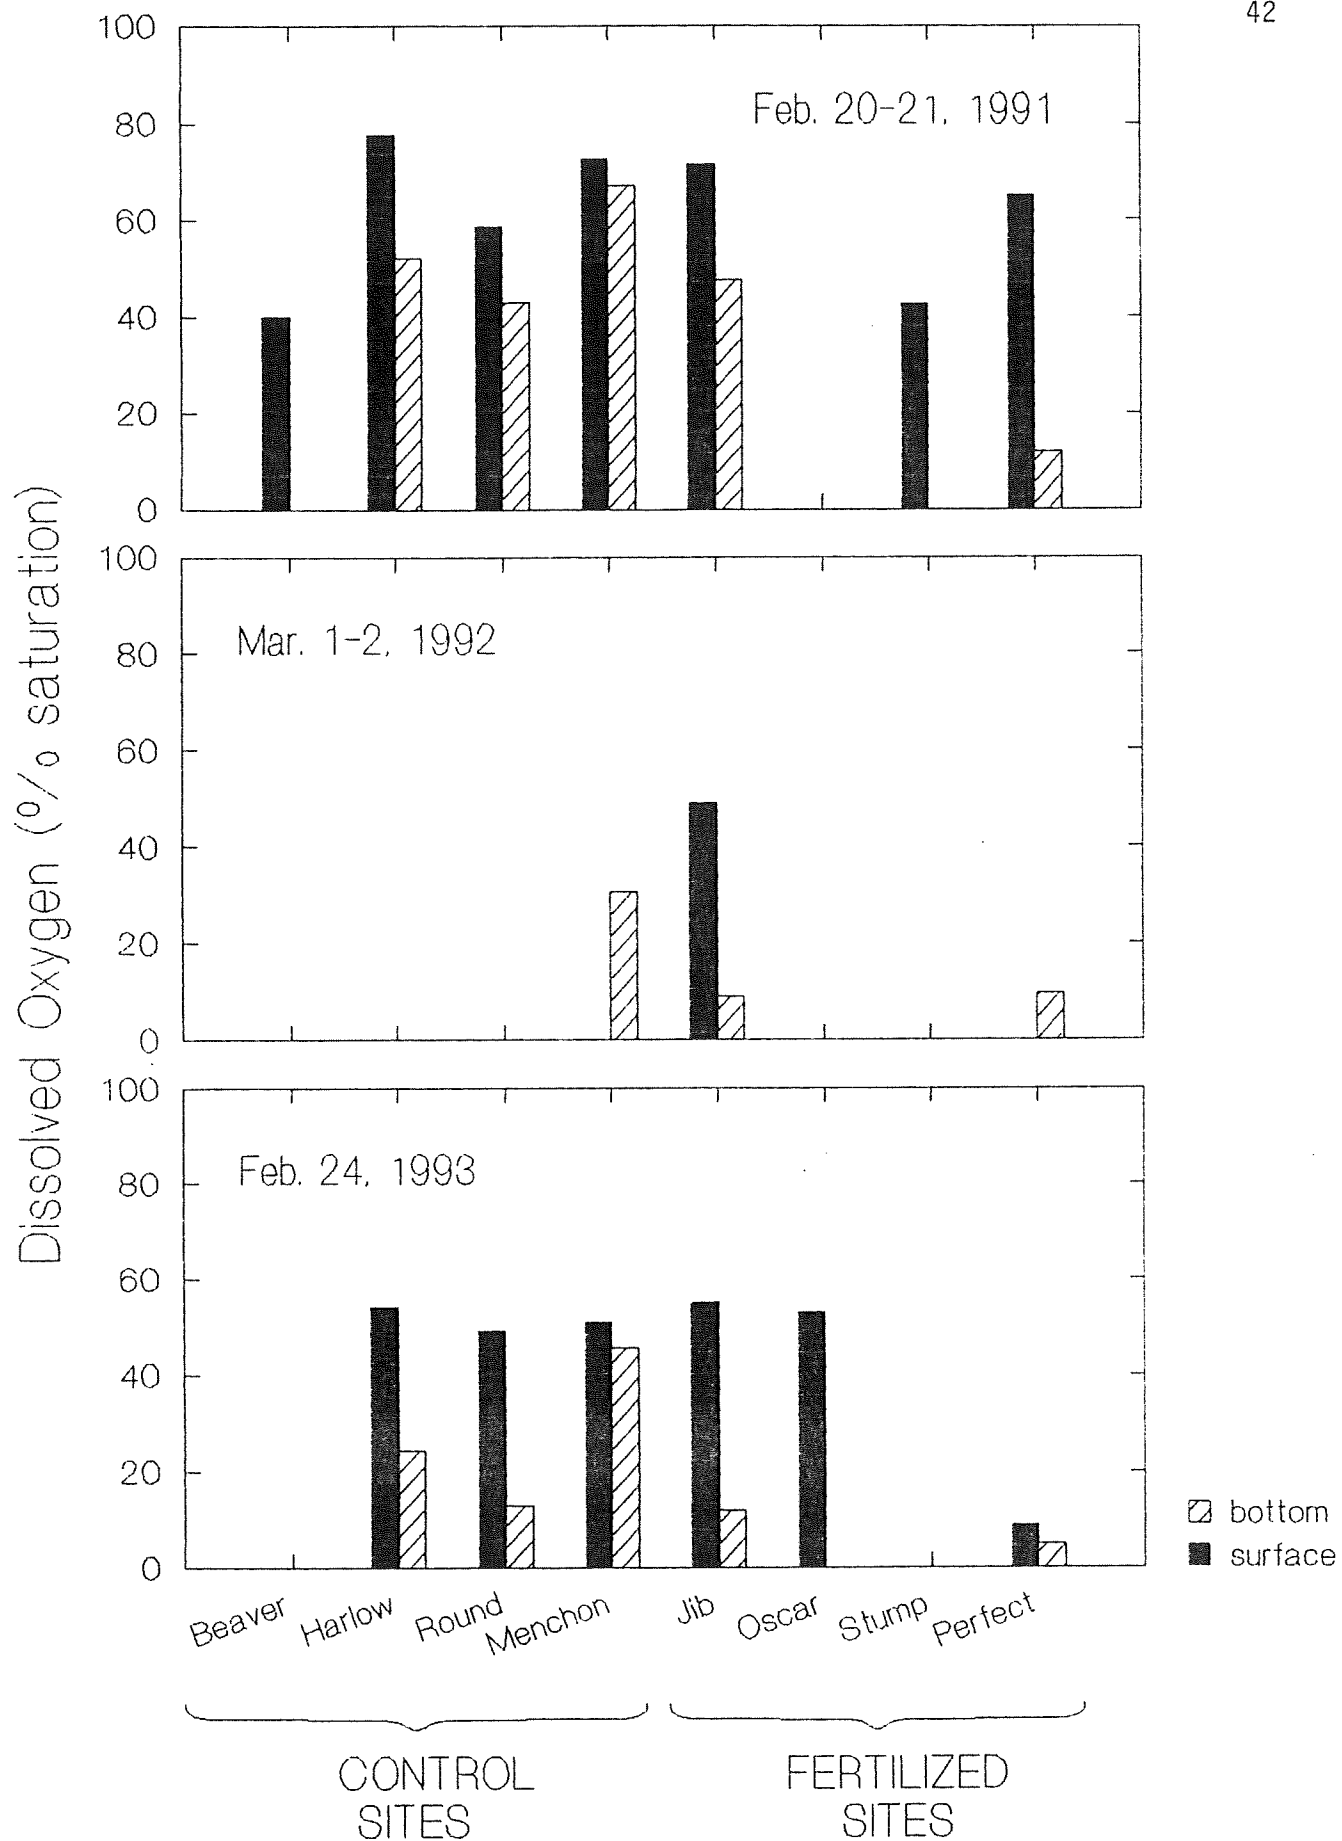 42
Dissolved Oxygen (% saturation)
100
80
60
40
20
0
Feb. 20-21, 1991
100
80
60
40
20
0
Mar. 1-2, 1992
100
80
60
40
20
0
Feb. 24, 1993
bottom
surface
Beaver
Harlow
Round
Menchon
Jib
Oscar
Stump
Perfect
CONTROL
SITES
FERTILIZED
SITES